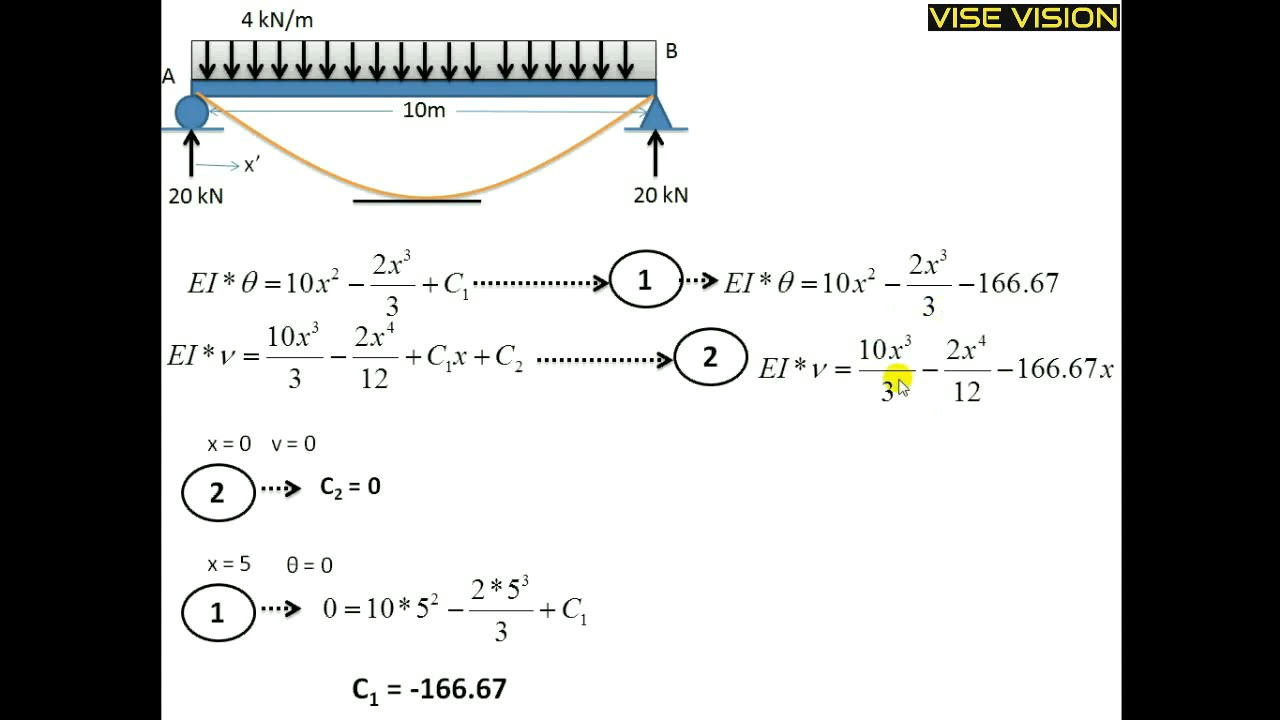 VISE VISION
4 kN/m
A
B
10m
x'
20 kN
20 kN
EI * θ = 10x² − 2x³/3 + C₁
1
EI * θ = 10x² − 2x³/3 − 166.67
EI * ν = 10x³/3 − 2x⁴/12 + C₁x + C₂
2
EI * ν = 10x³/3 − 2x⁴/12 − 166.67x
x = 0 v = 0
2
C₂ = 0
x = 5 θ = 0
1
0 = 10 * 5² − 2 * 5³/3 + C₁
C₁ = -166.67